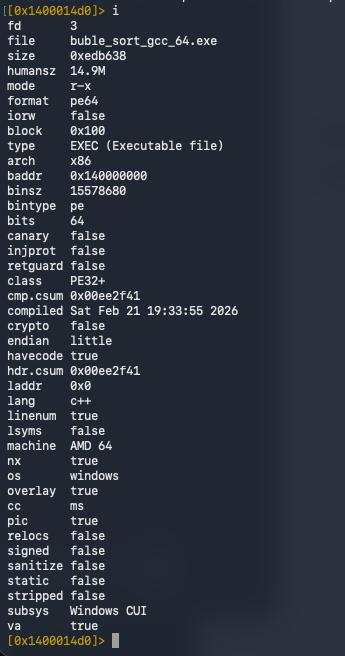 [[0x1400014d0]> i
fd 3
file buble_sort_gcc_64.exe
size 0xedb638
humansz 14.9M
mode r-x
format pe64
iorw false
block 0x100
type EXEC (Executable file)
arch x86
baddr 0x140000000
binsz 15578680
bintype pe
bits 64
canary false
injprot false
retguard false
class PE32+
cmp.csum 0x00ee2f41
compiled Sat Feb 21 19:33:55 2026
crypto false
endian little
havecode true
hdr.csum 0x00ee2f41
laddr 0x0
lang c++
linenum true
lsyms false
machine AMD 64
nx true
os windows
overlay true
cc ms
pic true
relocs false
signed false
sanitize false
static false
stripped false
subsys Windows CUI
va true
[0x1400014d0]>